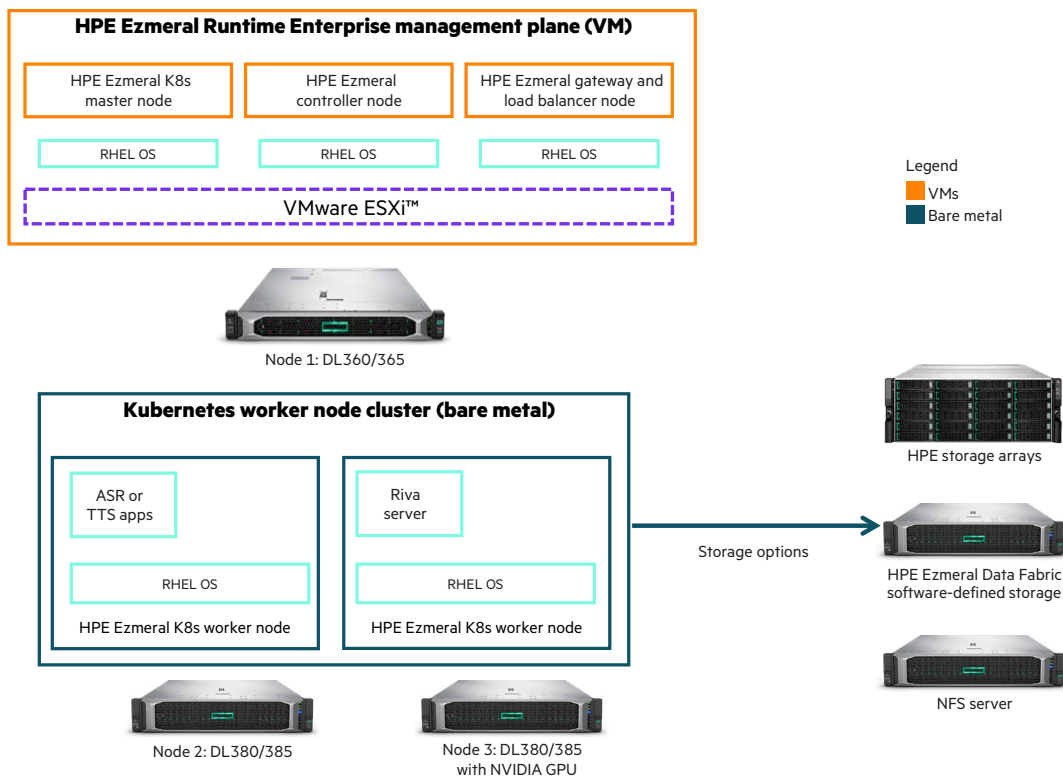 HPE Ezmeral Runtime Enterprise management plane (VM)
HPE Ezmeral K8s
master node
HPE Ezmeral
controller node
HPE Ezmeral gateway and
load balancer node
RHEL OS
RHEL OS
RHEL OS
VMware ESXi™
Legend
VMs
Bare metal
Node 1: DL360/365
Kubernetes worker node cluster (bare metal)
ASR or
TTS apps
RHEL OS
HPE Ezmeral K8s worker node
Riva
server
RHEL OS
HPE Ezmeral K8s worker node
Node 2: DL380/385
Node 3: DL380/385
with NVIDIA GPU
Storage options
HPE storage arrays
HPE Ezmeral Data Fabric
software-defined storage
NFS server